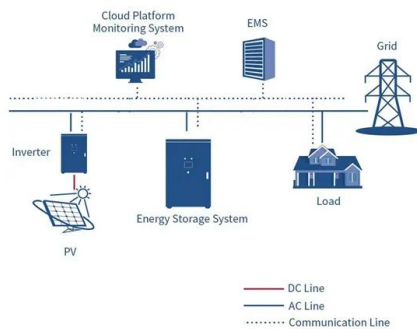 Cloud Platform
Monitoring System
EMS
Grid
Inverter
Energy Storage System
Load
PV
DC Line
AC Line
Communication Line